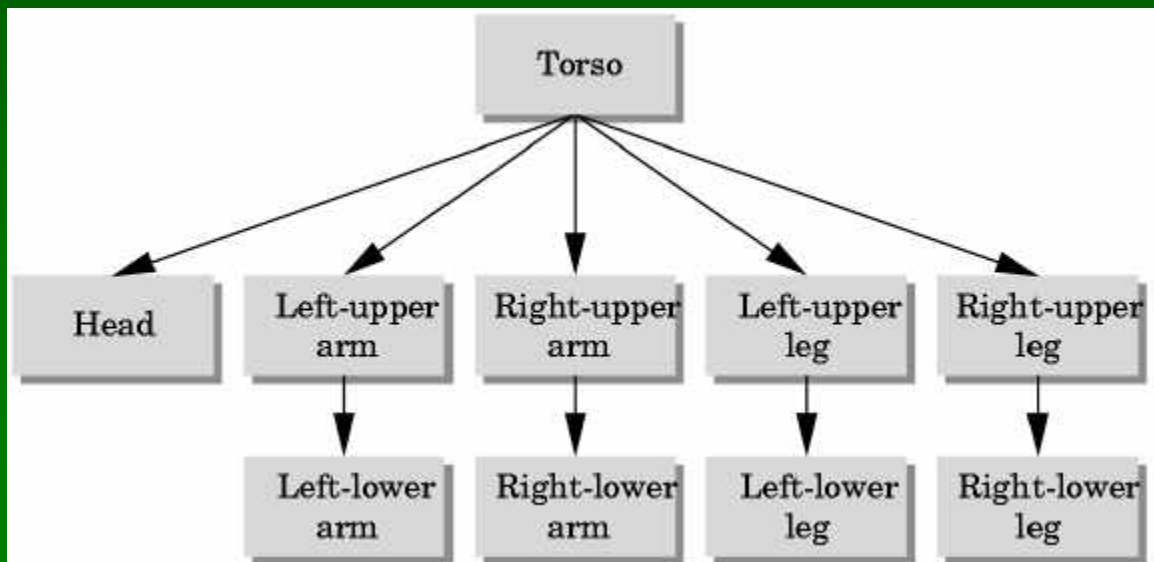 Torso
Head
Left-upper
arm
Right-upper
arm
Left-upper
leg
Right-upper
leg
Left-lower
arm
Right-lower
arm
Left-lower
leg
Right-lower
leg